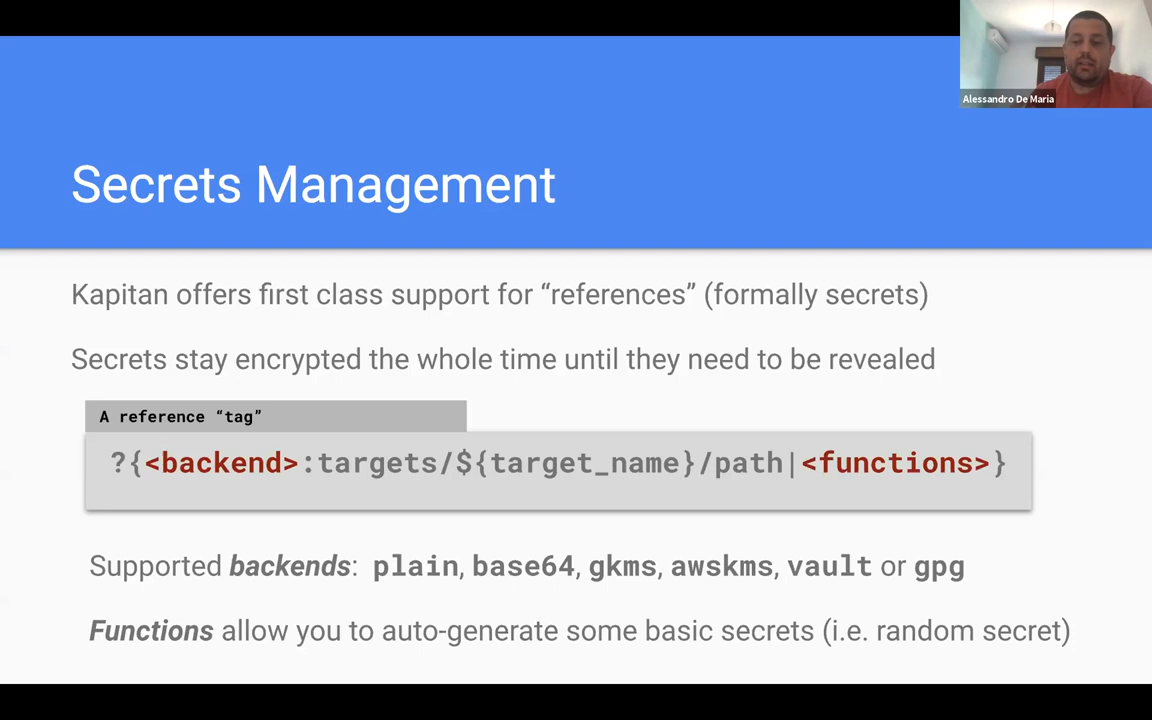 Alessandro De Maria
Secrets Management
Kapitan offers first class support for “references” (formally secrets)
Secrets stay encrypted the whole time until they need to be revealed
A reference “tag”
?{<backend>:targets/${target_name}/path|<functions>}
Supported backends: plain, base64, gkms, awskms, vault or gpg
Functions allow you to auto-generate some basic secrets (i.e. random secret)